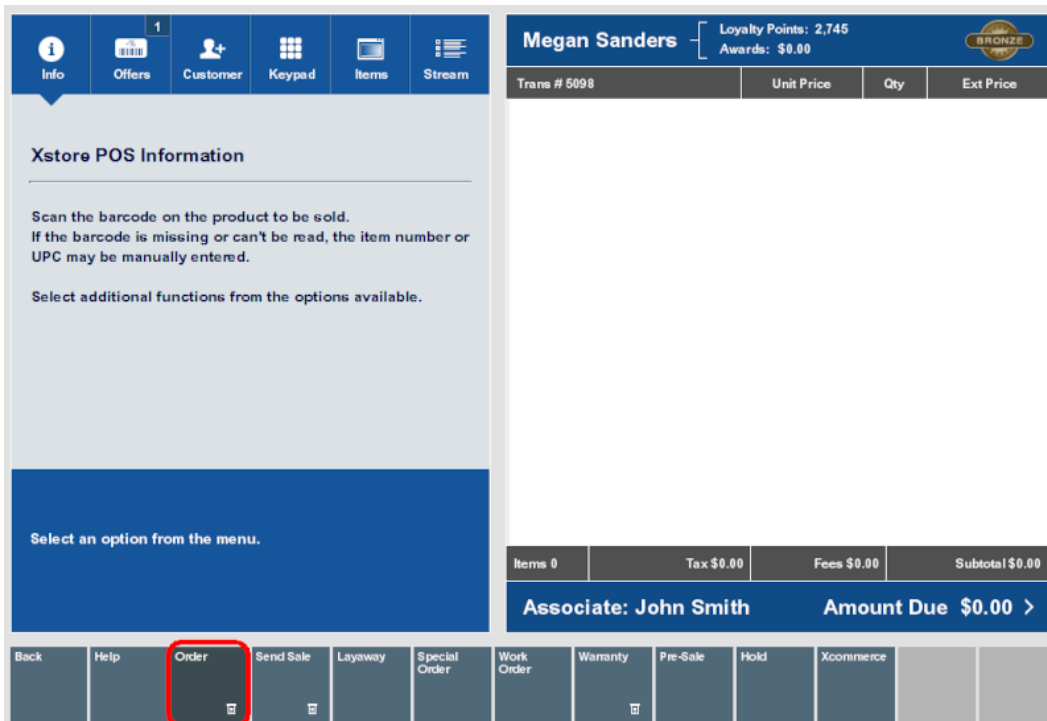 1
Info
Offers
Customer
Keypad
Items
Stream
Xstore POS Information
Scan the barcode on the product to be sold.
If the barcode is missing or can't be read, the item number or
UPC may be manually entered.
Select additional functions from the options available.
Select an option from the menu.
Megan Sanders
Loyalty Points: 2,745
Awards: $0.00
BRONZE
Trans # 5098
Unit Price
Qty
Ext Price
Items 0
Tax $0.00
Fees $0.00
Subtotal $0.00
Associate: John Smith
Amount Due $0.00 >
Back
Help
Order
Send Sale
Layaway
Special
Order
Work
Order
Warranty
Pre-Sale
Hold
Xcommerce